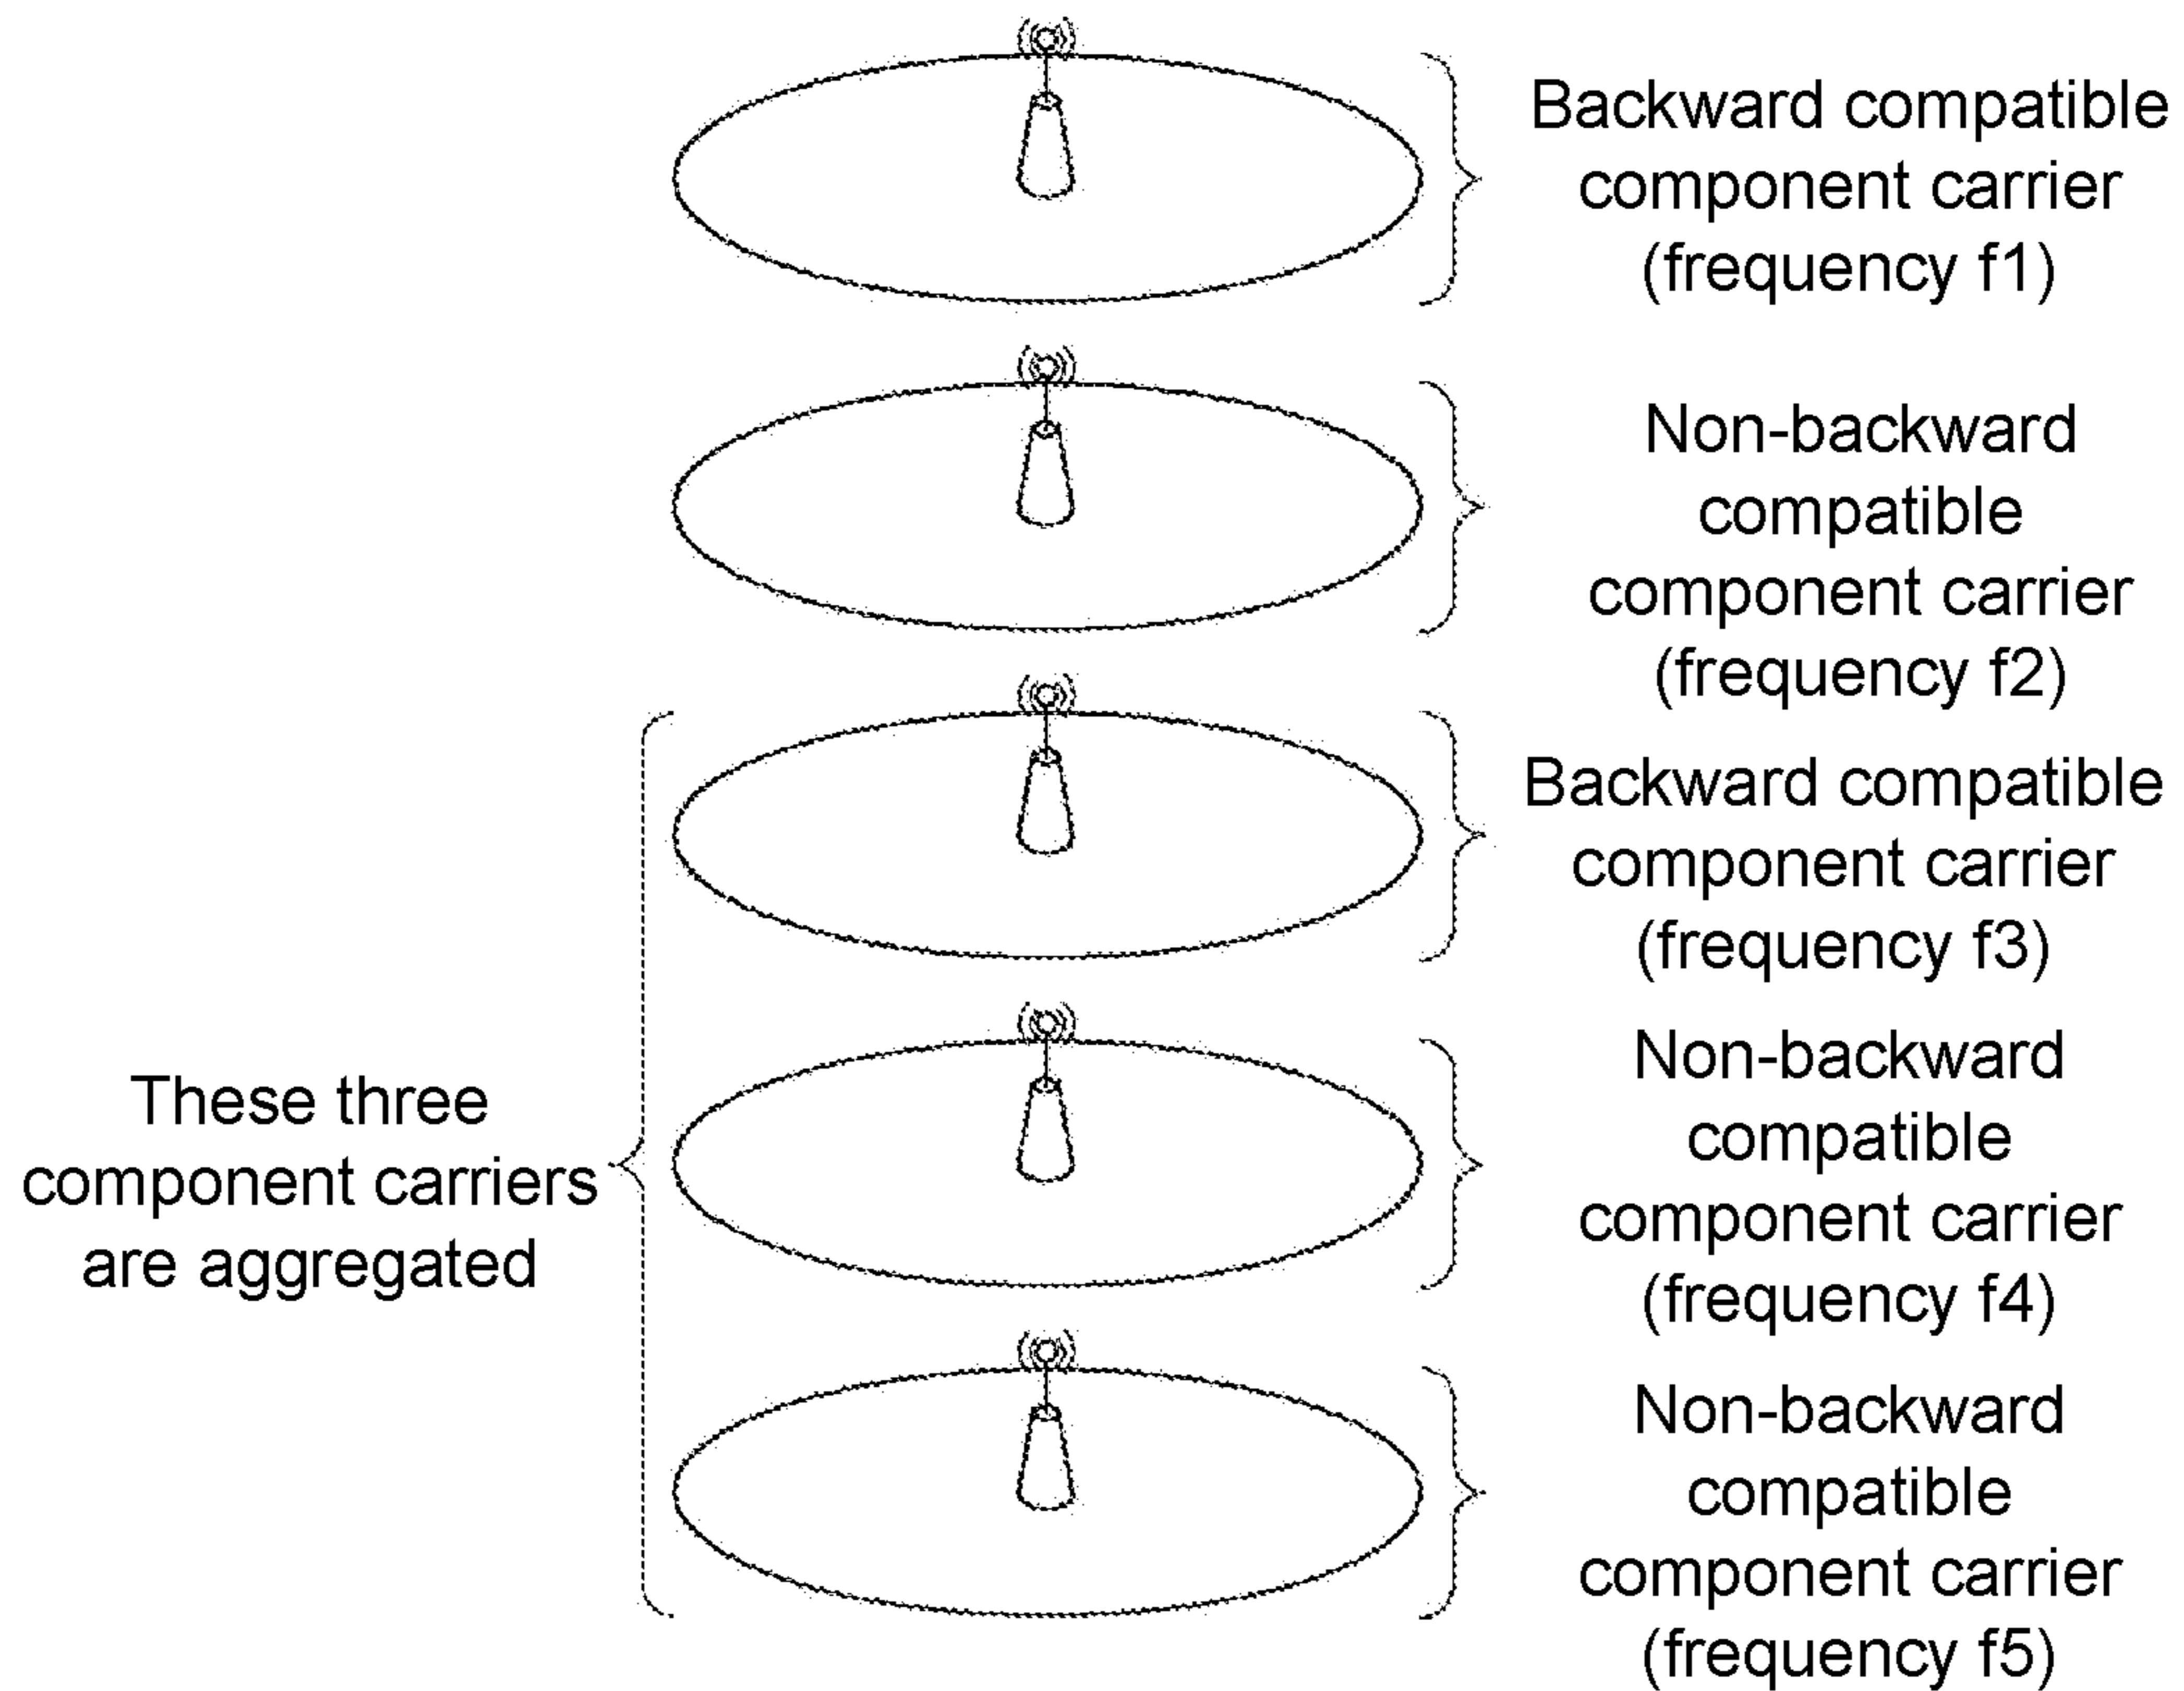 Backward compatible
component carrier
(frequency f1)
Non-backward
compatible
component carrier
(frequency f2)
Backward compatible
component carrier
(frequency f3)
These three
component carriers
are aggregated
Non-backward
compatible
component carrier
(frequency f4)
Non-backward
compatible
component carrier
(frequency f5)